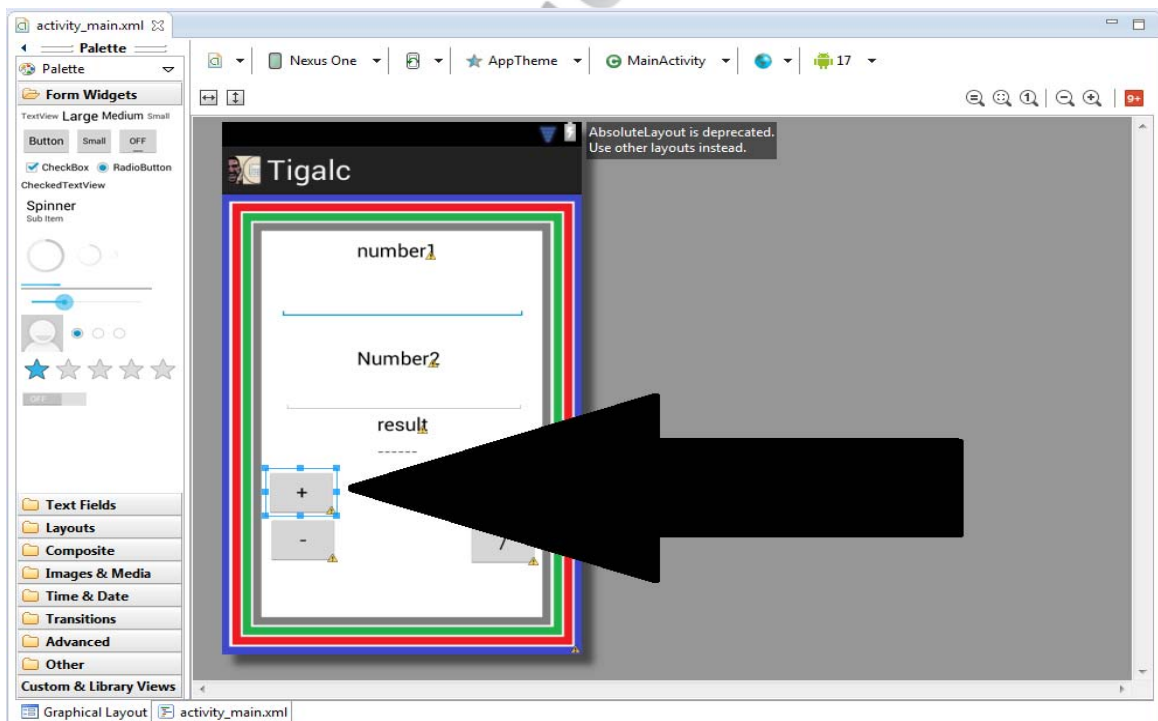 activity_main.xml
Palette
Palette
Nexus One
AppTheme
MainActivity
17
Form Widgets
TextView Large Medium Small
Button Small OFF
CheckBox RadioButton
CheckedTextView
Spinner
Sub Item
OFF
Text Fields
Layouts
Composite
Images & Media
Time & Date
Transitions
Advanced
Other
Custom & Library Views
1
9+
AbsoluteLayout is deprecated.
Use other layouts instead.
Tigalc
number1
Number2
result
------
+
-
/
Graphical Layout
activity_main.xml